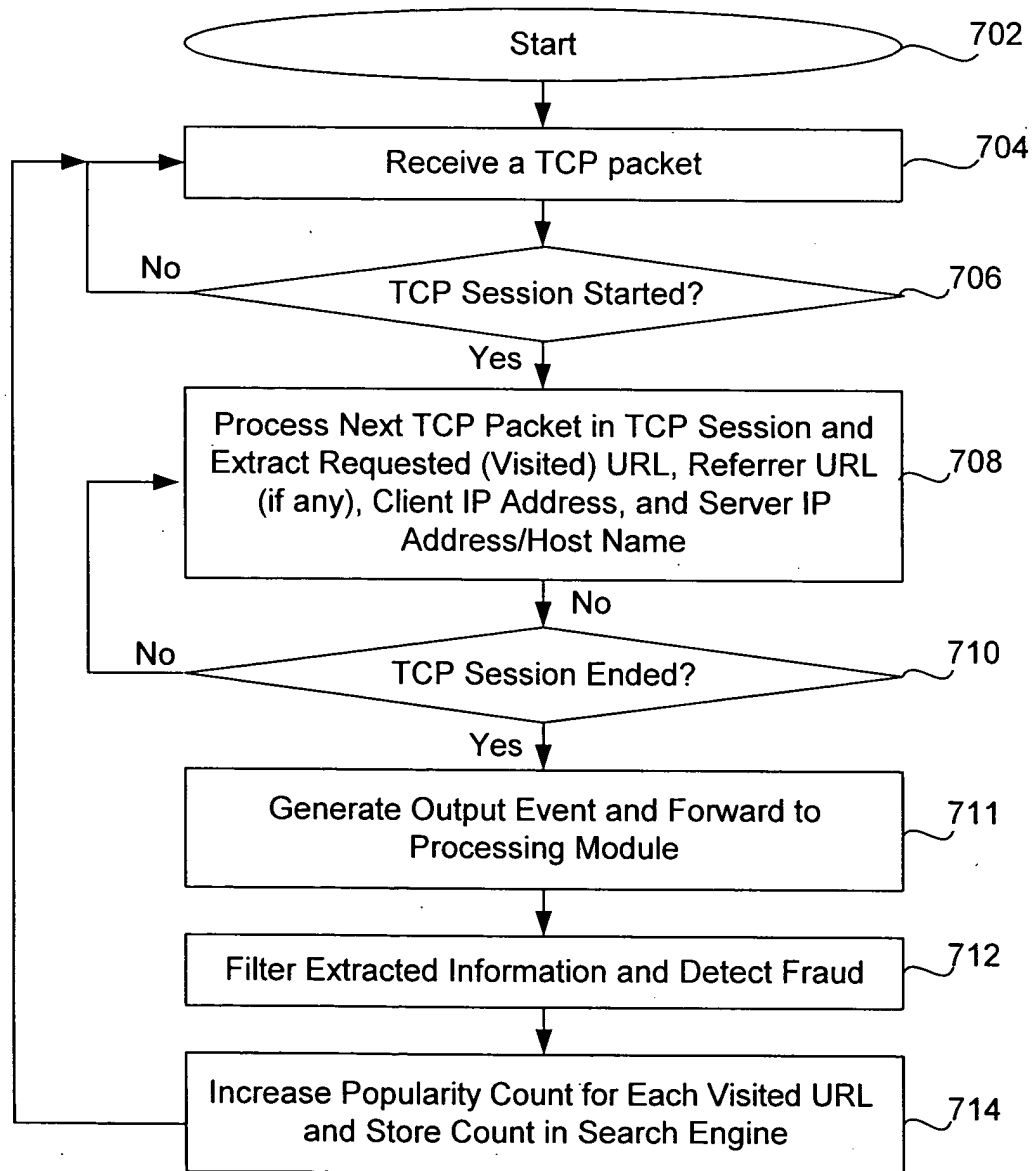 Start
702
Receive a TCP packet
704
No
TCP Session Started?
706
Yes
Process Next TCP Packet in TCP Session and
Extract Requested (Visited) URL, Referrer URL
(if any), Client IP Address, and Server IP
Address/Host Name
708
No
No
TCP Session Ended?
710
Yes
Generate Output Event and Forward to
Processing Module
711
Filter Extracted Information and Detect Fraud
712
Increase Popularity Count for Each Visited URL
and Store Count in Search Engine
714